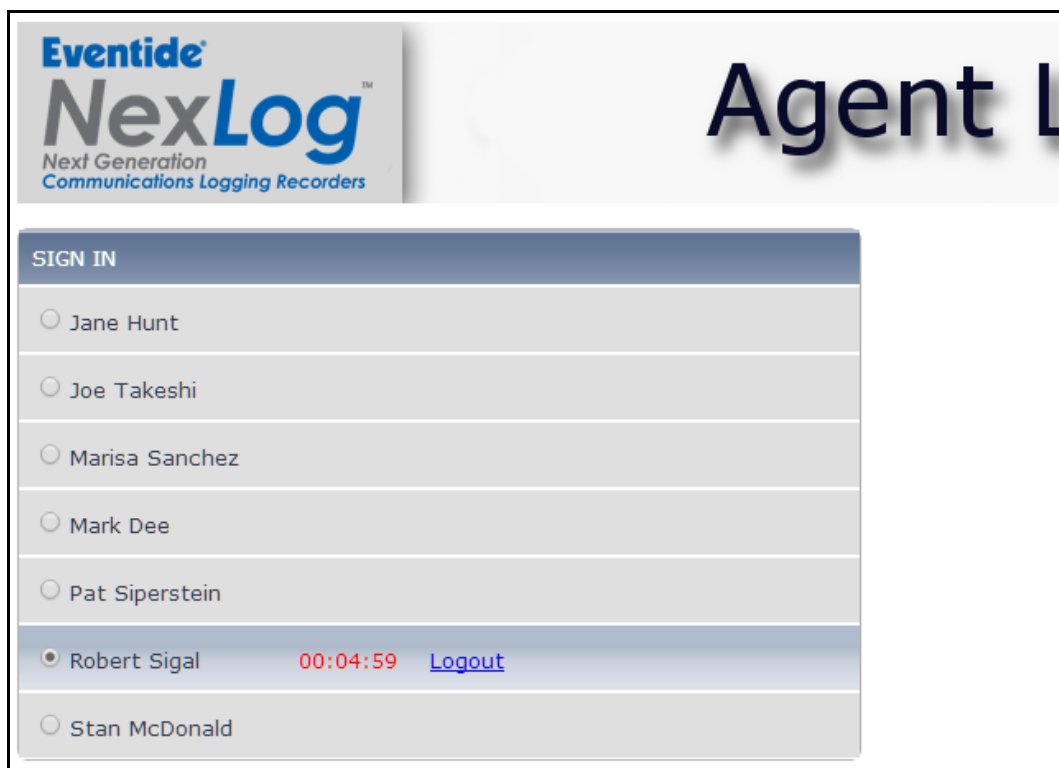 Eventide®
NexLog™
Next Generation
Communications Logging Recorders
Agent L
SIGN IN
Jane Hunt
Joe Takeshi
Marisa Sanchez
Mark Dee
Pat Siperstein
Robert Sigal 00:04:59 Logout
Stan McDonald